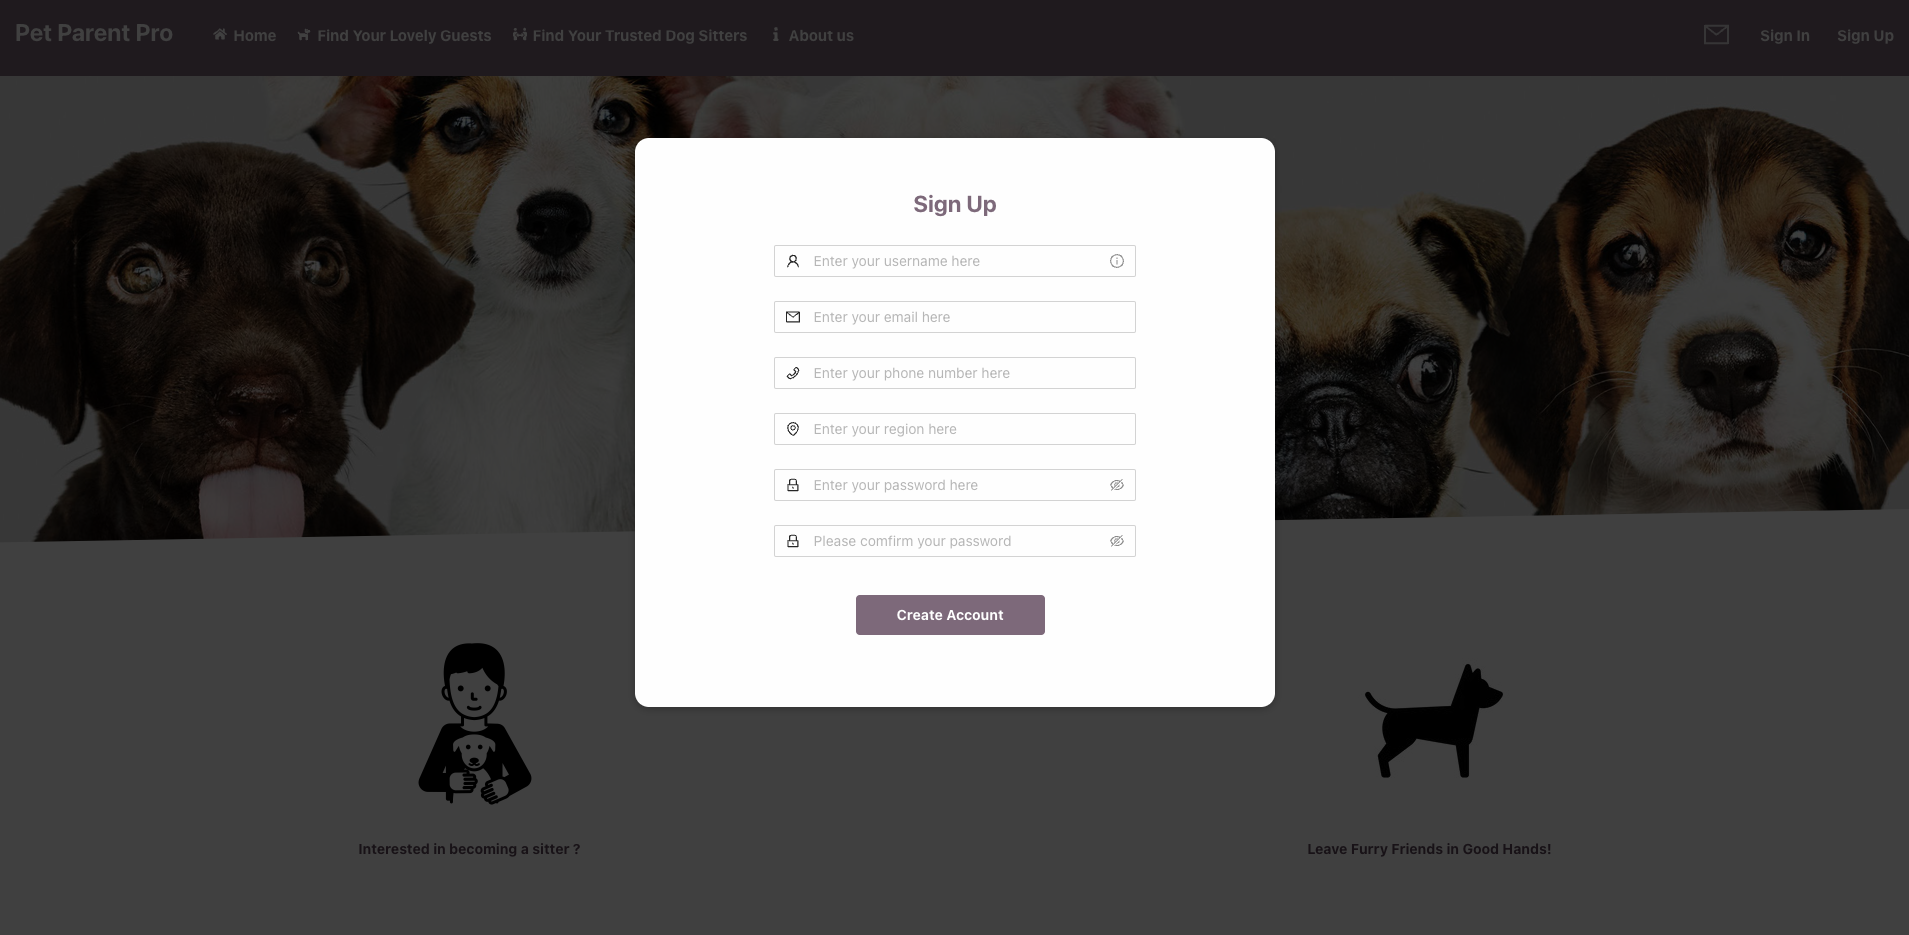 Pet Parent Pro
Home
Find Your Lovely Guests
Find Your Trusted Dog Sitters
About us
Sign In
Sign Up
Sign Up
Enter your username here
Enter your email here
Enter your phone number here
Enter your region here
Enter your password here
Please comfirm your password
Create Account
Interested in becoming a sitter ?
Leave Furry Friends in Good Hands!